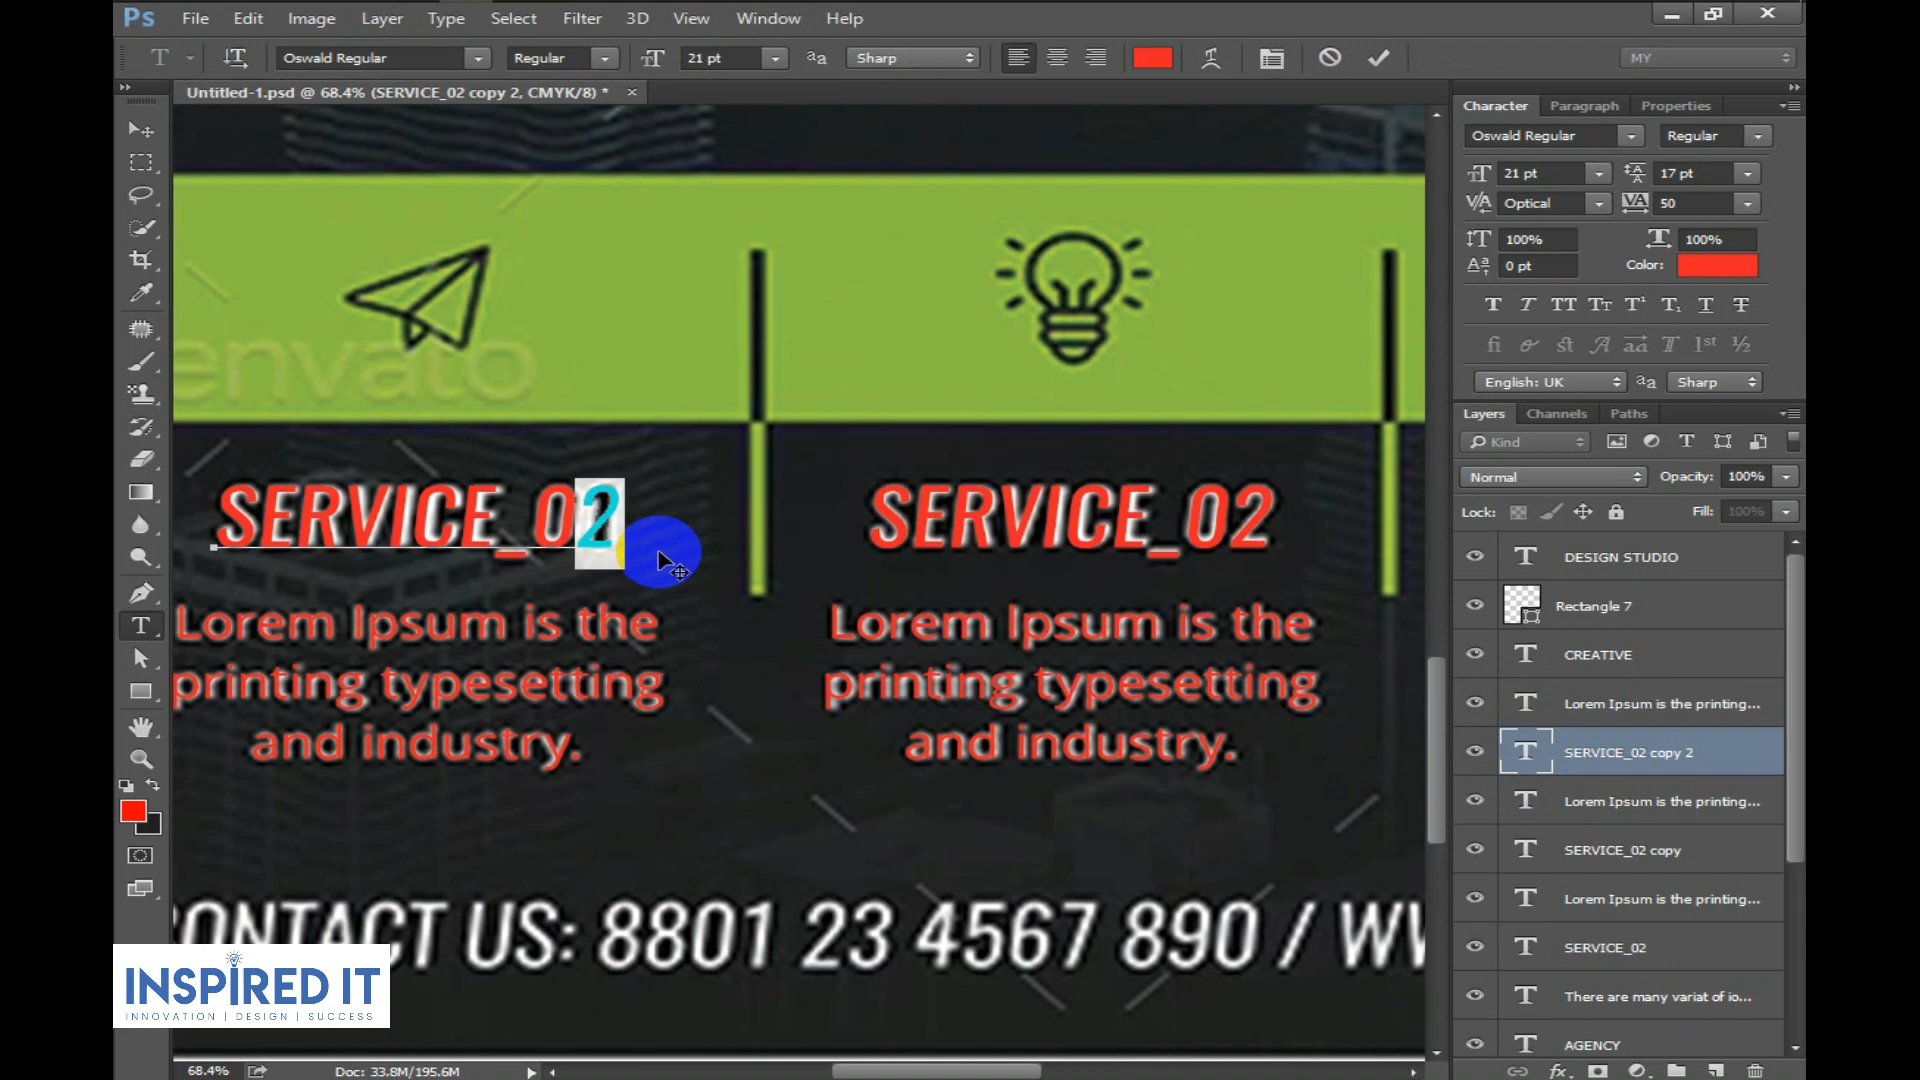 Ps File Edit Image Layer Type Select Filter 3D View Window Help
T Oswald Regular Regular 21 pt aa Sharp MY
Untitled-1.psd @ 68.4% (SERVICE_02 copy 2, CMYK/8) * ×
Character Paragraph Properties
Oswald Regular Regular
21 pt 17 pt
Optical 50
100% 100%
0 pt Color:
English: UK aa Sharp
Layers Channels Paths
Kind
Normal Opacity: 100%
Lock: Fill: 100%
DESIGN STUDIO
Rectangle 7
CREATIVE
Lorem Ipsum is the printing...
SERVICE_02 copy 2
Lorem Ipsum is the printing...
SERVICE_02 copy
Lorem Ipsum is the printing...
SERVICE_02
There are many variat of io...
AGENCY
envato
SERVICE_02 SERVICE_02
Lorem Ipsum is the
printing typesetting
and industry.
Lorem Ipsum is the
printing typesetting
and industry.
ONTACT US: 8801 23 4567 890 / WW
INSPIRED IT
INNOVATION | DESIGN | SUCCESS
68.4% Doc: 33.8M/195.6M